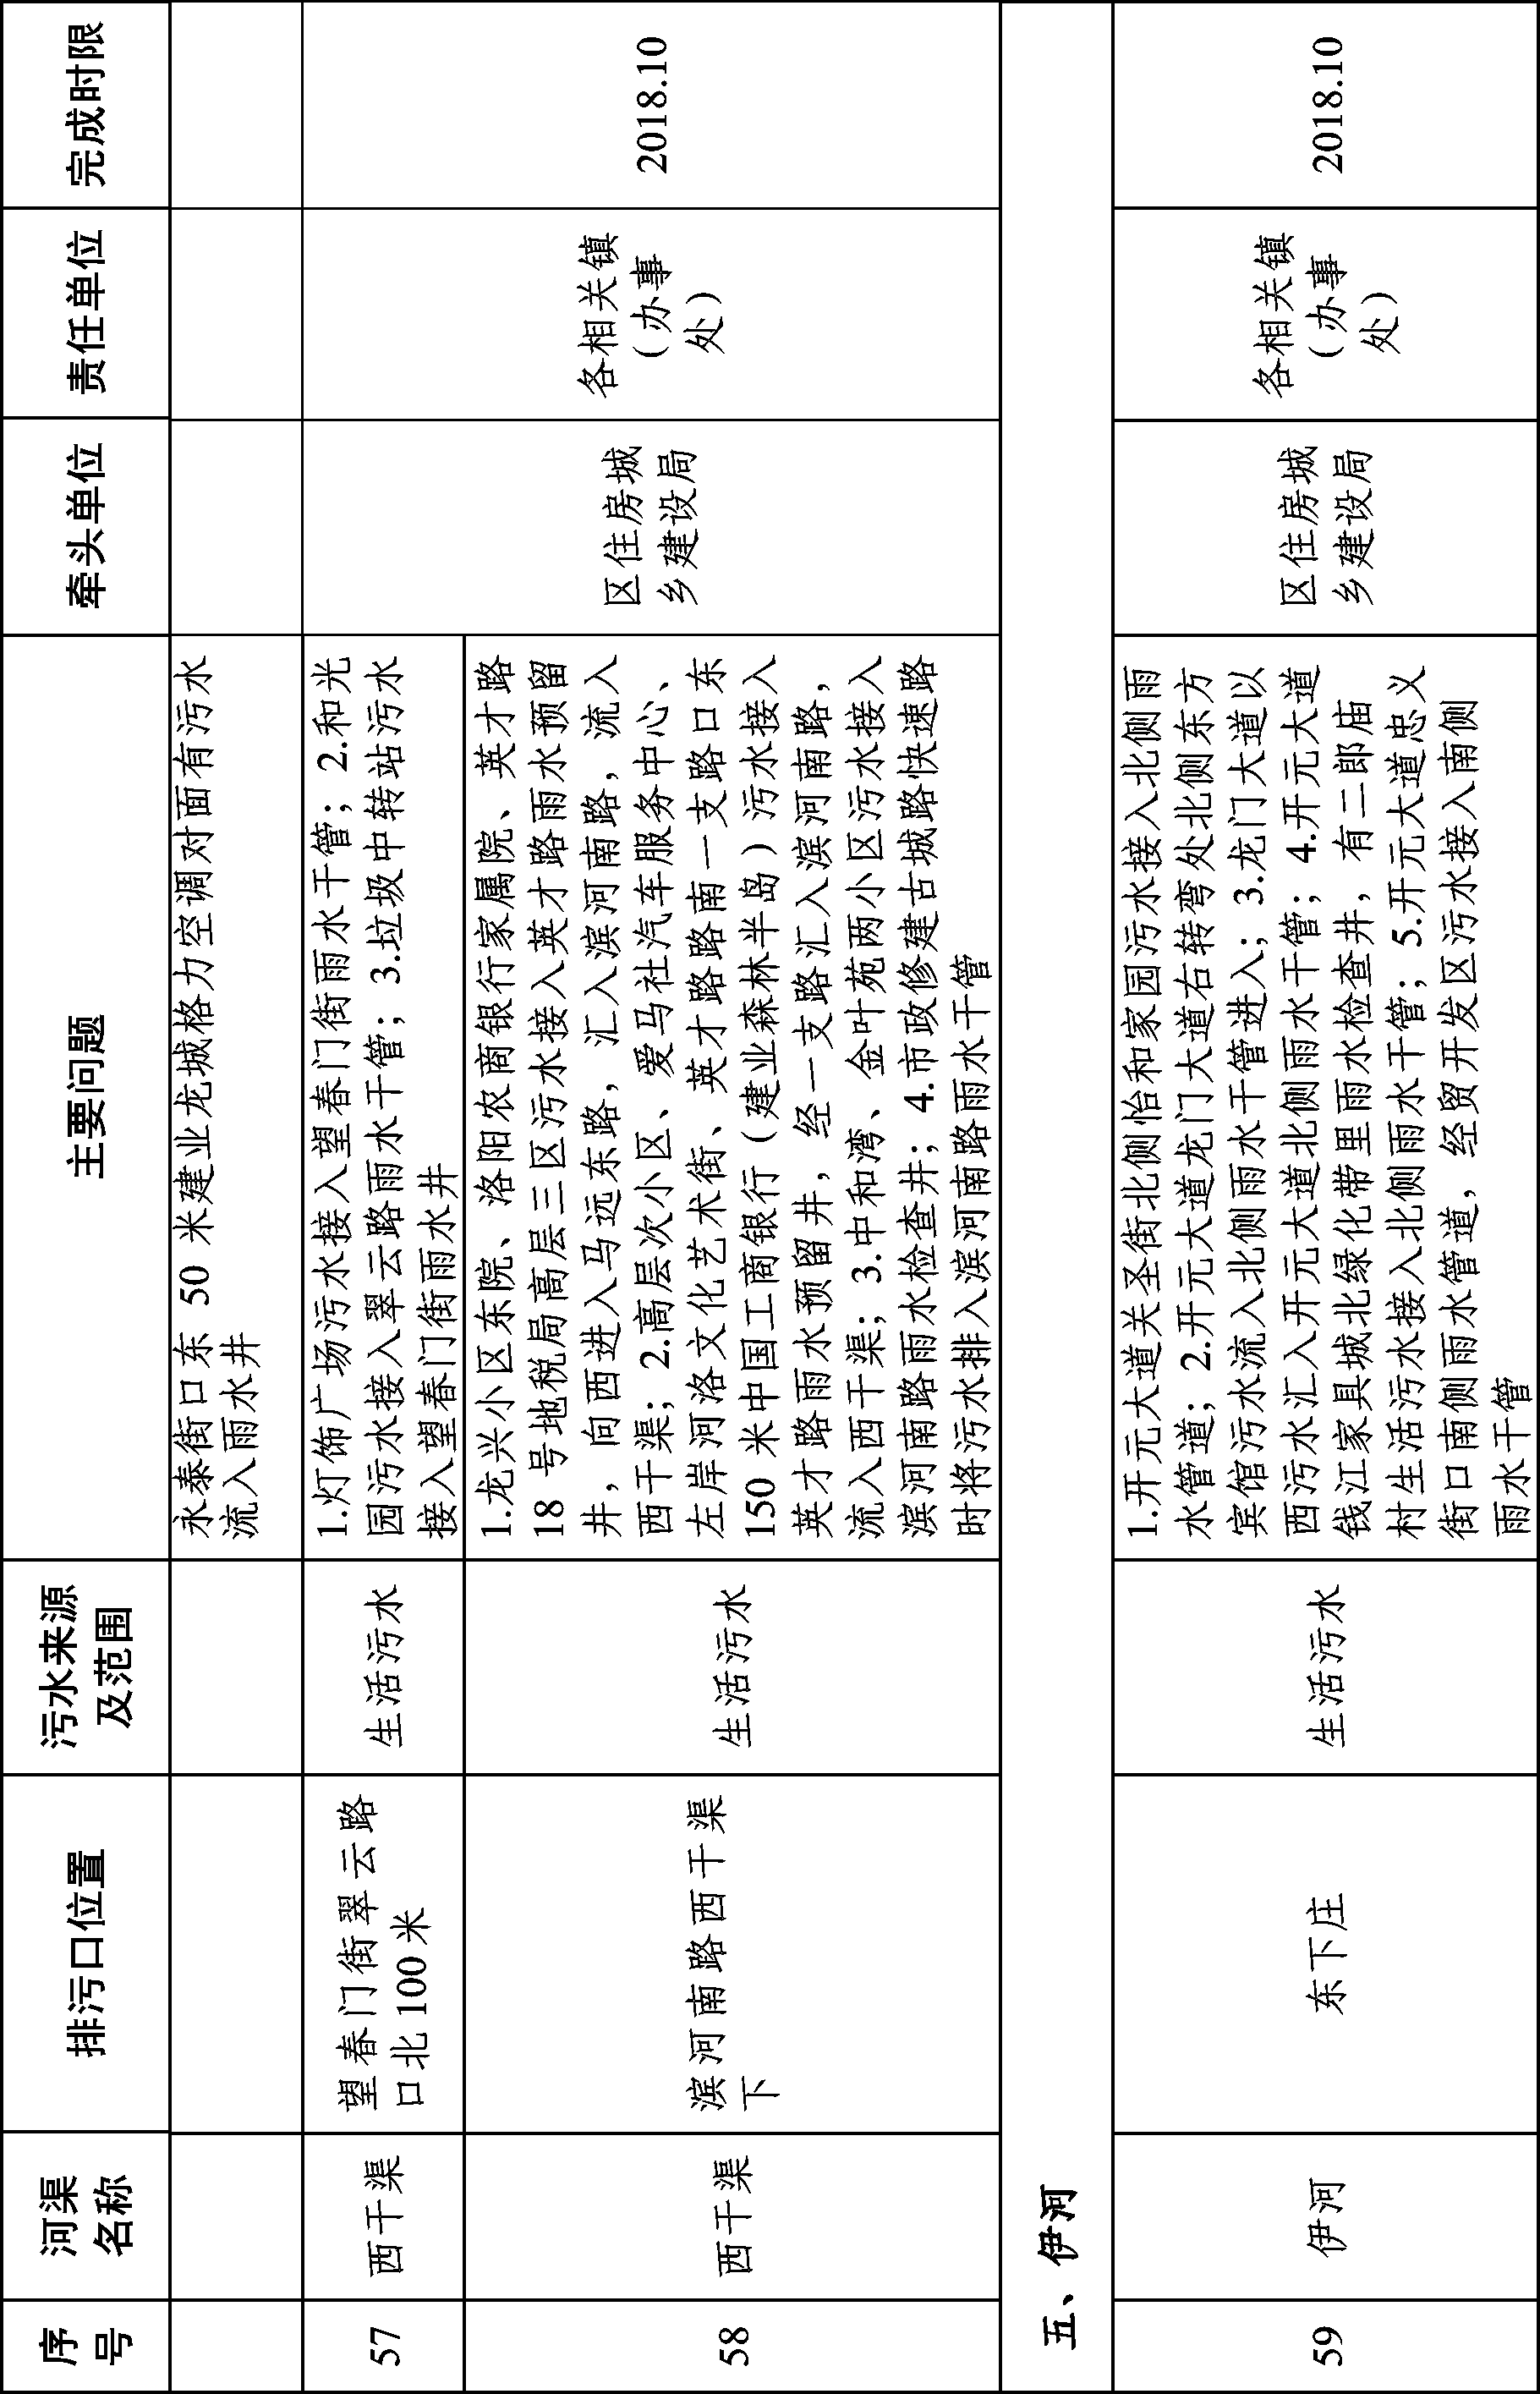 序
号
河渠
名称
排污口位置
污水来源
及范围
主要问题
牵头单位
责任单位
完成时限
永泰街口东 50 米建业龙城格力空调对面有污水
流入雨水井
57
西干渠
望春门街翠云路
口北 100 米
生活污水
1.灯饰广场污水接入望春门街雨水干管；2.和光
园污水接入翠云路雨水干管；3.垃圾中转站污水
接入望春门街雨水井
58
西干渠
滨河南路西干渠
下
生活污水
1.龙兴小区东院、洛阳农商银行家属院、英才路
18 号地税局高层三区污水接入英才路雨水预留
井，向西进入马远东路，汇入滨河南路，流入
西干渠；2.高层次小区、爱马社汽车服务中心、
左岸河洛文化艺术街、英才路路南一支路口东
150 米中国工商银行（建业森林半岛）污水接入
英才路雨水预留井，经一支路汇入滨河南路，
流入西干渠；3.中和湾、金叶苑两小区污水接入
滨河南路雨水检查井；4.市政修建古城路快速路
时将污水排入滨河南路雨水干管
区住房城
乡建设局
各相关镇
（办事
处）
2018.10
五、伊河
59
伊河
东下庄
生活污水
1.开元大道关圣街北侧怡和家园污水接入北侧雨
水管道；2.开元大道龙门大道右转弯处北侧东方
宾馆污水流入北侧雨水干管进入；3.龙门大道以
西污水汇入开元大道北侧雨水干管；4.开元大道
钱江家具城北绿化带里雨水检查井，有二郎庙
村生活污水接入北侧雨水干管；5.开元大道忠义
街口南侧雨水管道，经贸开发区污水接入南侧
雨水干管
区住房城
乡建设局
各相关镇
（办事
处）
2018.10